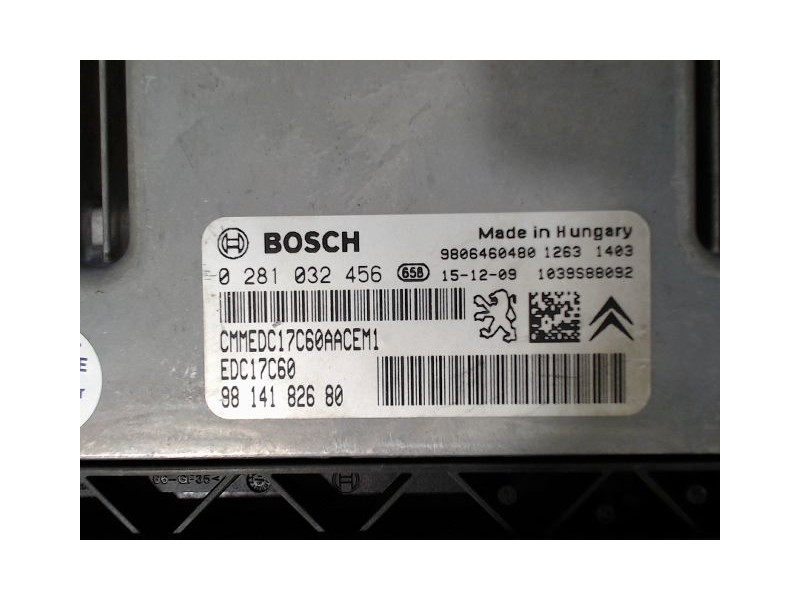 BOSCH
Made in Hungary
9806460480 1263 1403
0 281 032 456 658 15-12-09 1039S88092
CMMEDC17C60AACEM1
EDC17C60
98 141 826 80
E
r